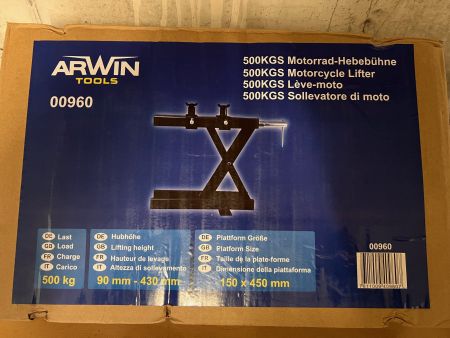 ARWIN
TOOLS
00960
500KGS Motorrad-Hebebühne
500KGS Motorcycle Lifter
500KGS Lève-moto
500KGS Sollevatore di moto
6 6
DE Last
GB Load
FR Charge
IT Carico
500 kg
DE Hubhöhe
GB Lifting height
FR Hauteur de levage
IT Altezza di sollevamento
90 mm - 430 mm
DE Plattform Größe
GB Platform Size
FR Taille de la plate-forme
IT Dimensione della piattaforma
150 x 450 mm
00960